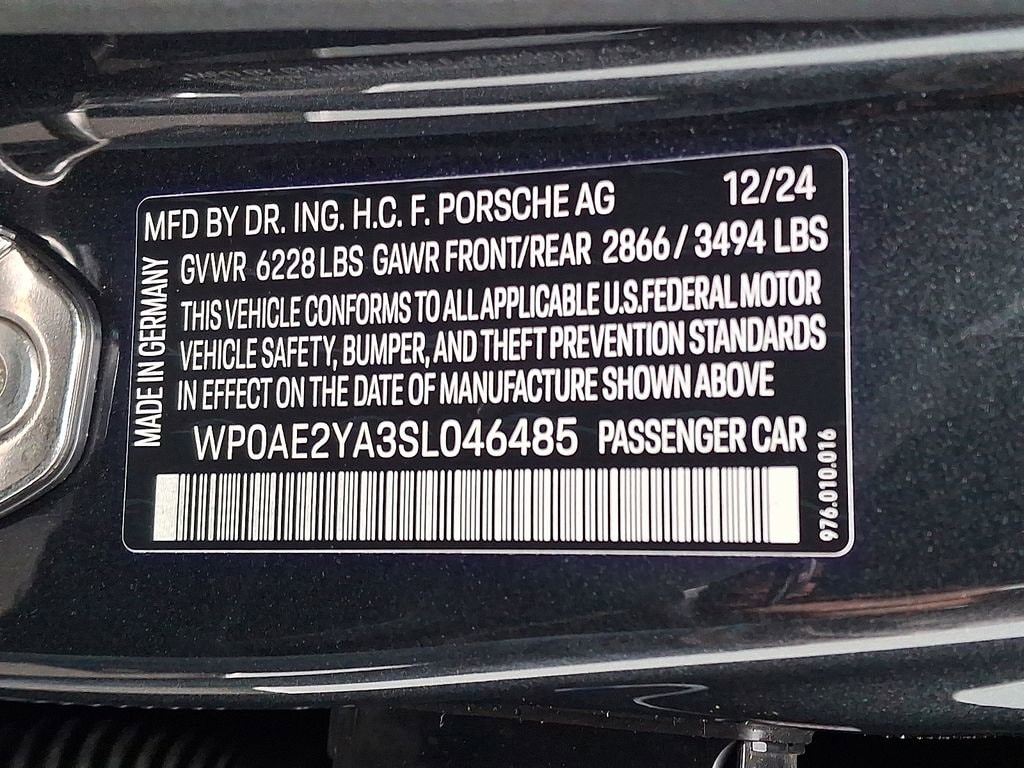 MFD BY DR. ING. H.C. F. PORSCHE AG 12/24
GVWR 6228 LBS GAWR FRONT/REAR 2866 / 3494 LBS
THIS VEHICLE CONFORMS TO ALL APPLICABLE U.S.FEDERAL MOTOR
VEHICLE SAFETY, BUMPER, AND THEFT PREVENTION STANDARDS
IN EFFECT ON THE DATE OF MANUFACTURE SHOWN ABOVE
WP0AE2YA3SL046485 PASSENGER CAR
MADE IN GERMANY
976.010.016